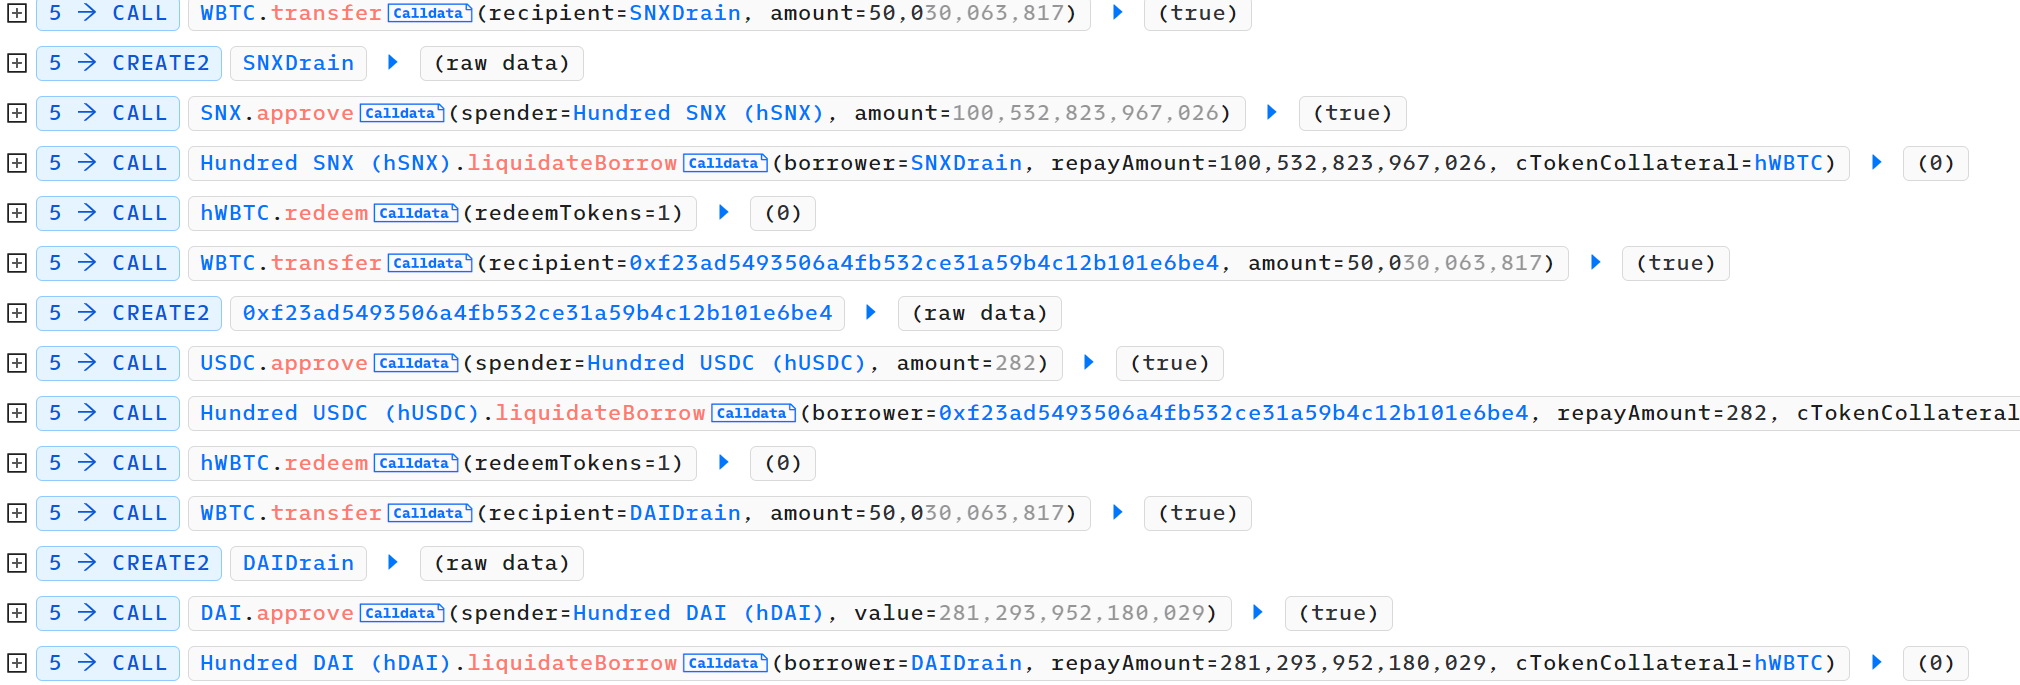 5 → CALL WBTC.transfer Calldata (recipient=SNXDrain, amount=50,030,063,817) ▶ (true)
5 → CREATE2 SNXDrain ▶ (raw data)
5 → CALL SNX.approve Calldata (spender=Hundred SNX (hSNX), amount=100,532,823,967,026) ▶ (true)
5 → CALL Hundred SNX (hSNX).liquidateBorrow Calldata (borrower=SNXDrain, repayAmount=100,532,823,967,026, cTokenCollateral=hWBTC) ▶ (0)
5 → CALL hWBTC.redeem Calldata (redeemTokens=1) ▶ (0)
5 → CALL WBTC.transfer Calldata (recipient=0xf23ad5493506a4fb532ce31a59b4c12b101e6be4, amount=50,030,063,817) ▶ (true)
5 → CREATE2 0xf23ad5493506a4fb532ce31a59b4c12b101e6be4 ▶ (raw data)
5 → CALL USDC.approve Calldata (spender=Hundred USDC (hUSDC), amount=282) ▶ (true)
5 → CALL Hundred USDC (hUSDC).liquidateBorrow Calldata (borrower=0xf23ad5493506a4fb532ce31a59b4c12b101e6be4, repayAmount=282, cTokenCollateral
5 → CALL hWBTC.redeem Calldata (redeemTokens=1) ▶ (0)
5 → CALL WBTC.transfer Calldata (recipient=DAIDrain, amount=50,030,063,817) ▶ (true)
5 → CREATE2 DAIDrain ▶ (raw data)
5 → CALL DAI.approve Calldata (spender=Hundred DAI (hDAI), value=281,293,952,180,029) ▶ (true)
5 → CALL Hundred DAI (hDAI).liquidateBorrow Calldata (borrower=DAIDrain, repayAmount=281,293,952,180,029, cTokenCollateral=hWBTC) ▶ (0)